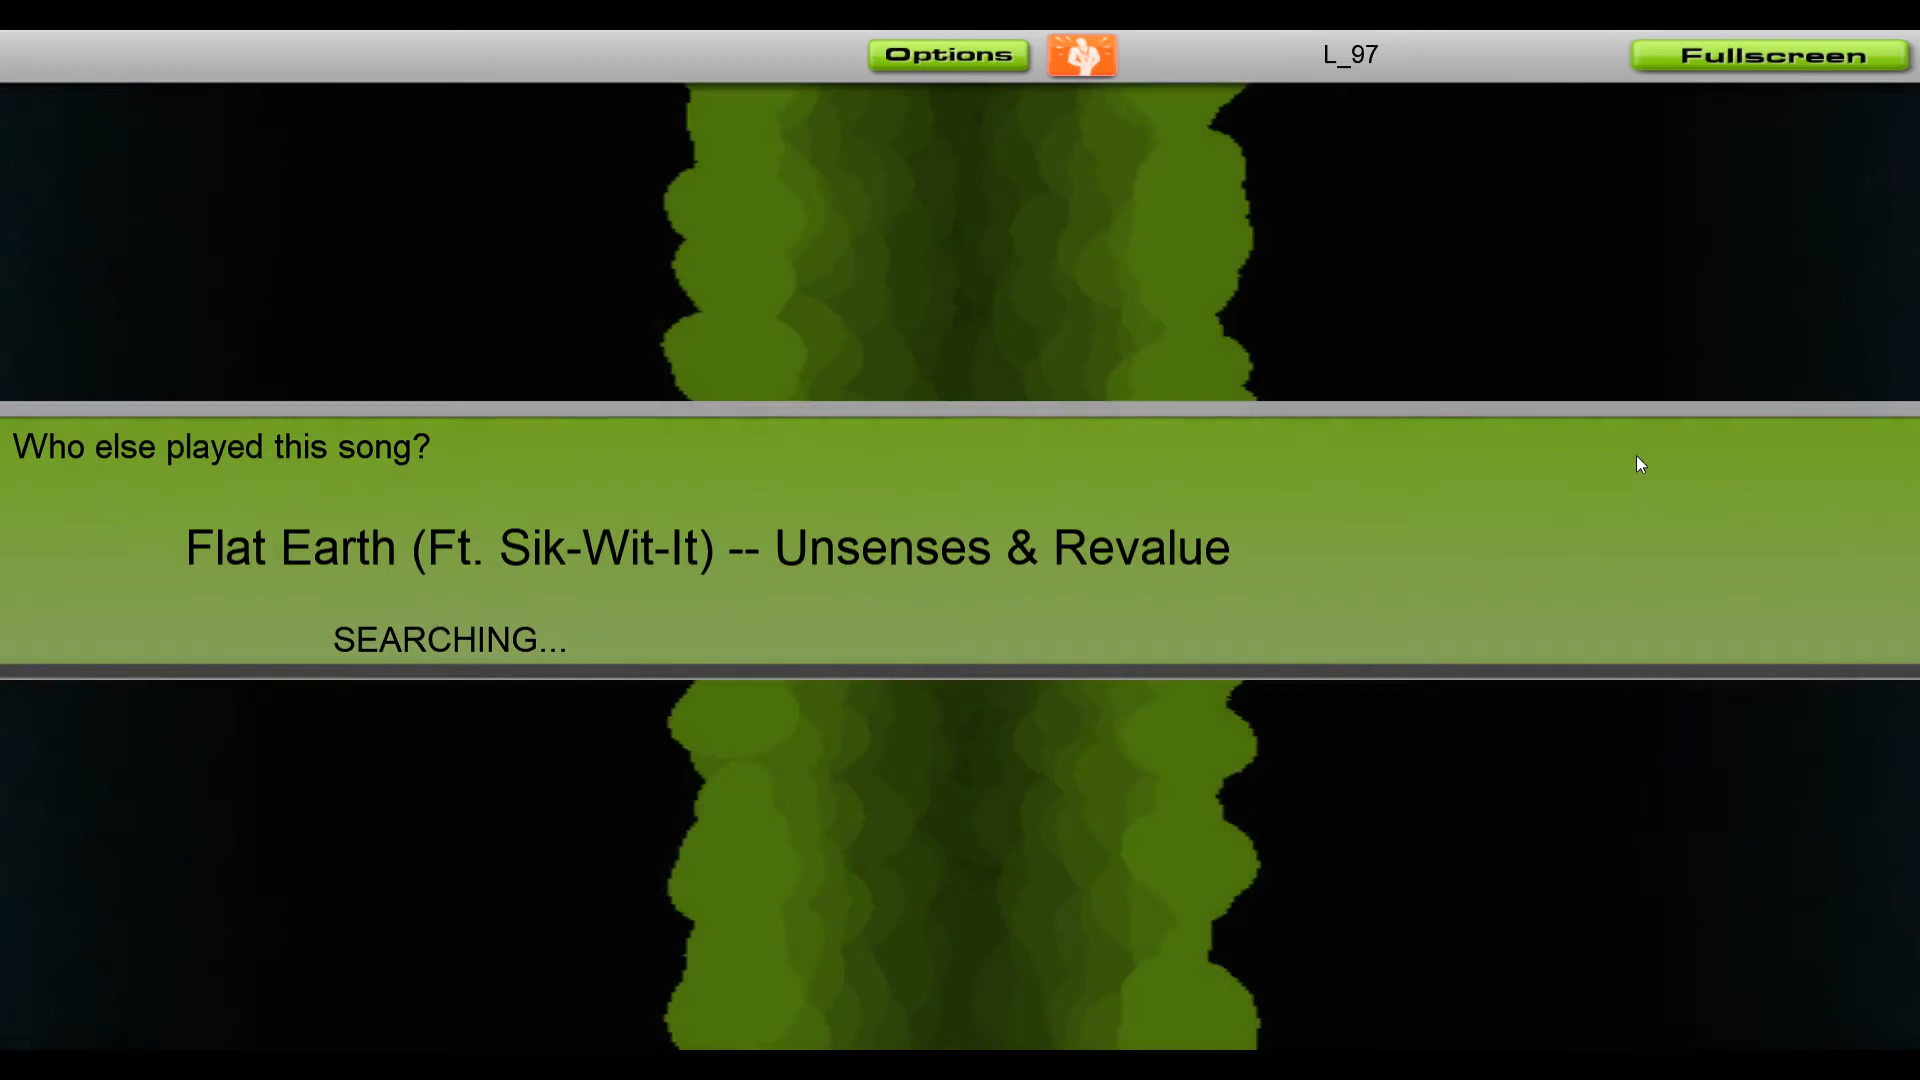 Options
L_97
Fullscreen
Who else played this song?
Flat Earth (Ft. Sik-Wit-It) -- Unsenses & Revalue
SEARCHING...